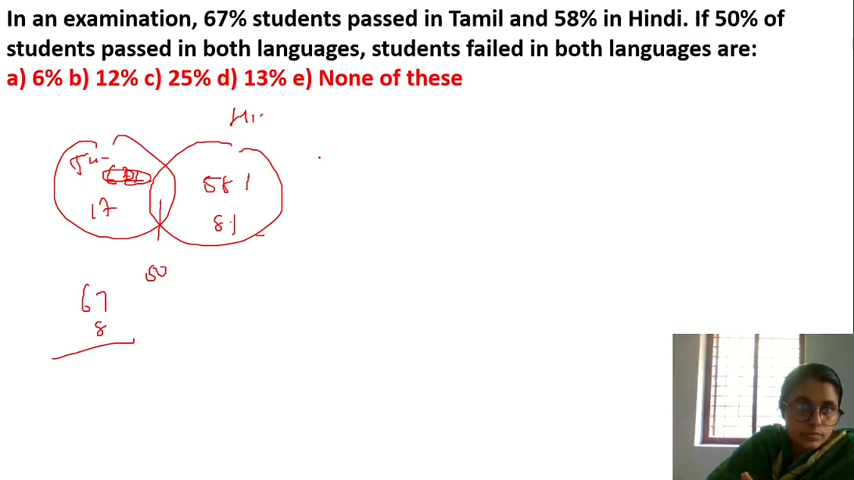 In an examination, 67% students passed in Tamil and 58% in Hindi. If 50% of
students passed in both languages, students failed in both languages are:
a) 6% b) 12% c) 25% d) 13% e) None of these
Hi
58
17
8
50
67
8